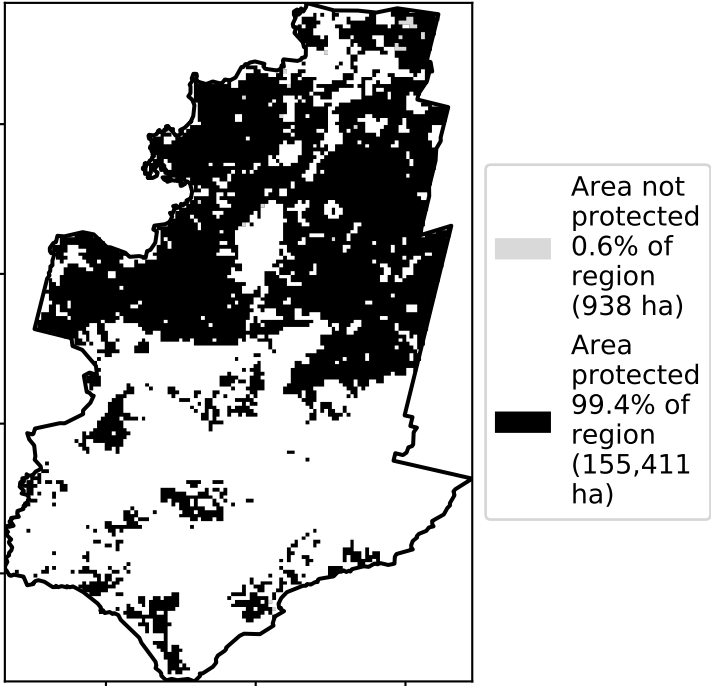 Area not
protected
0.6% of
region
(938 ha)
Area
protected
99.4% of
region
(155,411
ha)